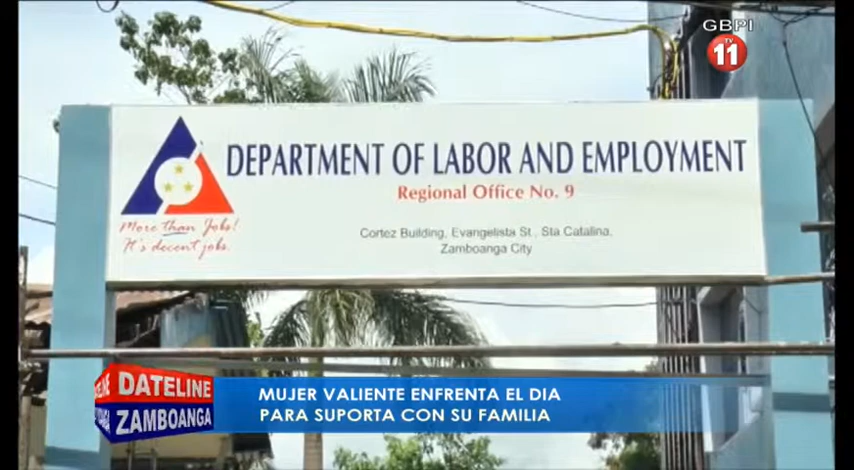 GBPI
TV
11
DEPARTMENT OF LABOR AND EMPLOYMENT
REGIONAL OFFICE NO. 9
More than Jobs!
It's decent jobs.
Cortez Building, Evangelista St., Sta Catalina.
Zamboanga City
DATELINE
ZAMBOANGA
MUJER VALIENTE ENFRENTA EL DIA
PARA SUPORTA CON SU FAMILIA